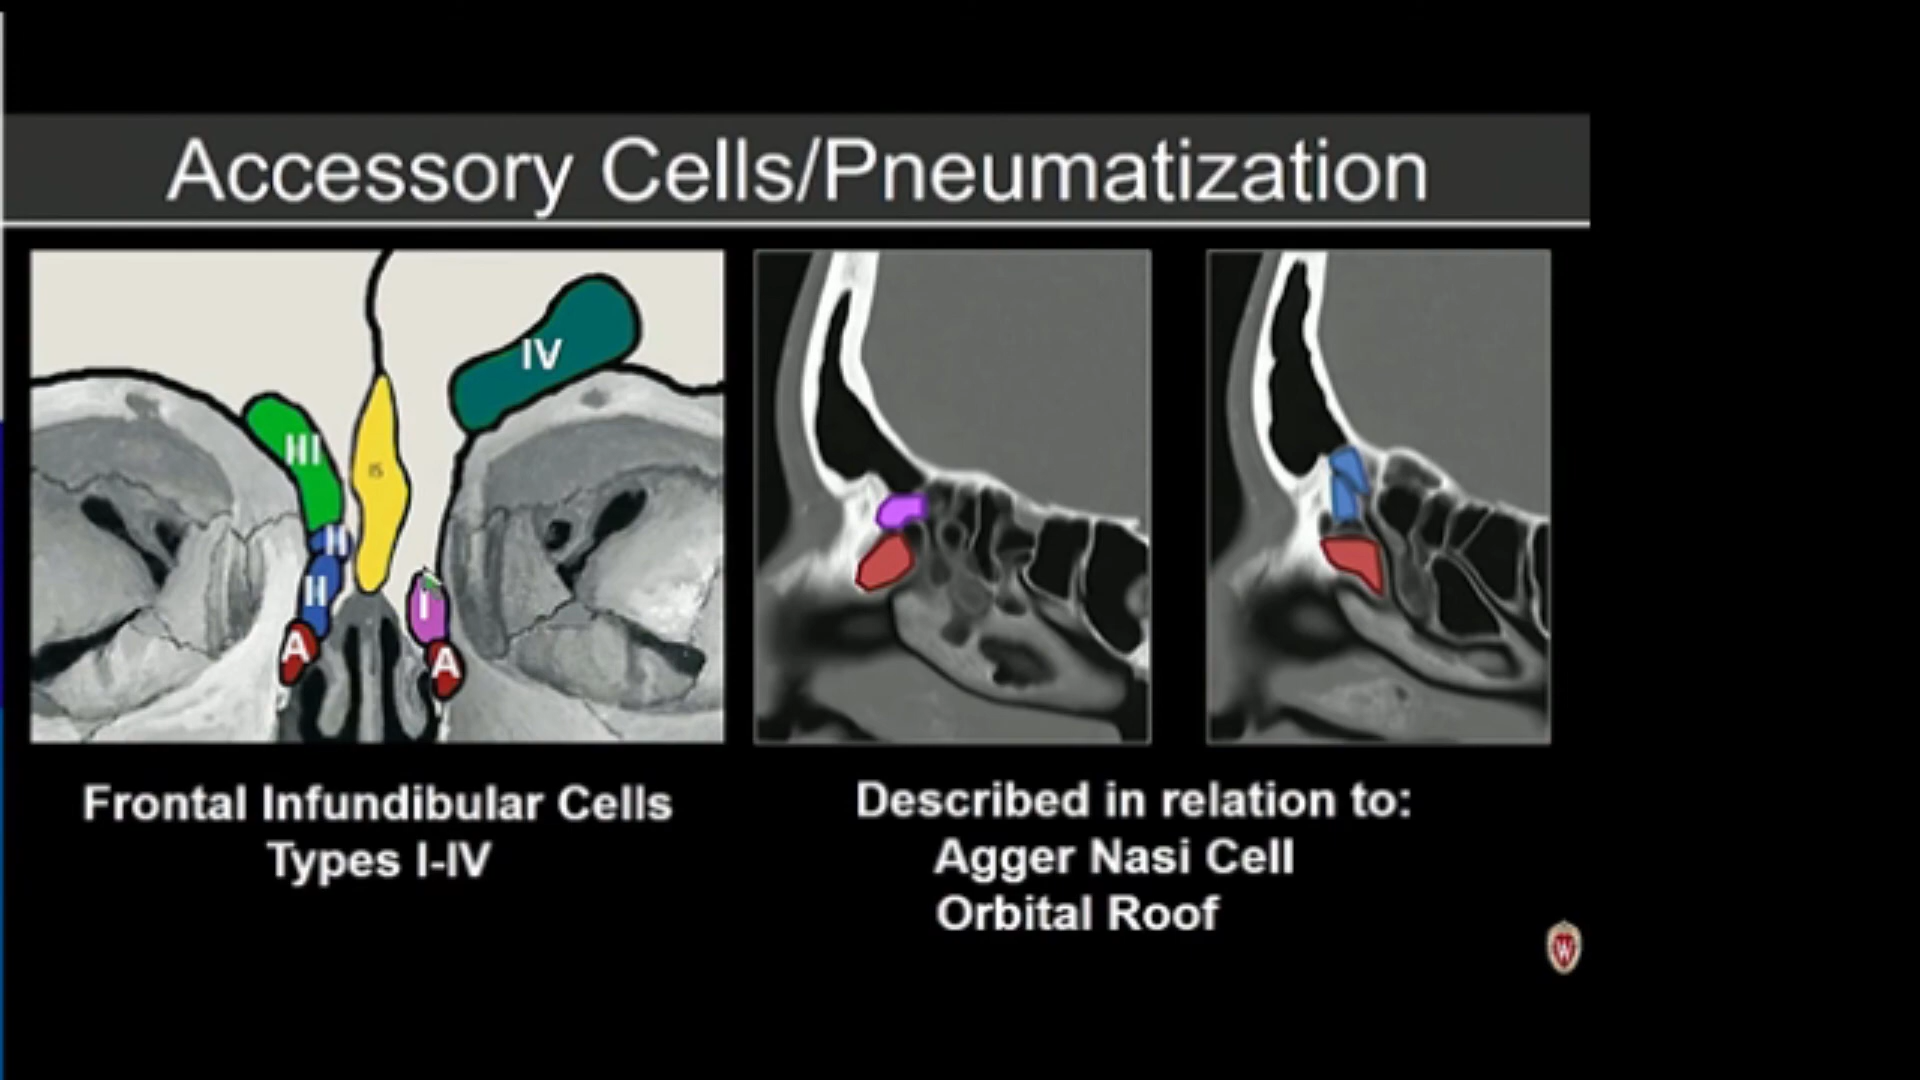 Accessory Cells/Pneumatization
IV
III
IS
II
II
I
A
A
Frontal Infundibular Cells
Types I-IV
Described in relation to:
Agger Nasi Cell
Orbital Roof
W